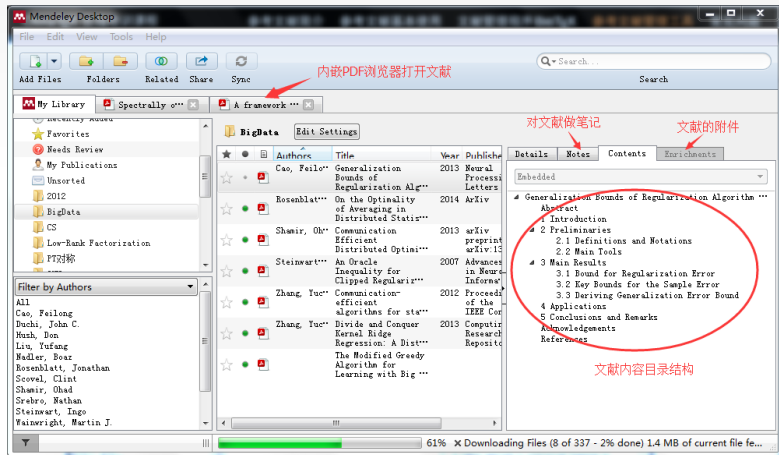 Mendeley Desktop
File Edit View Tools Help
Add Files Folders Related Share Sync
Search...
Search
内嵌PDF浏览器打开文献
My Library
Spectrally o…
A framework …
对文献做笔记
文献的附件
Recently Added
Favorites
Needs Review
My Publications
Unsorted
2012
BigData
CS
Low-Rank Factorization
PT对称
Filter by Authors
All
Cao, Feilong
Duchi, John C.
Hush, Don
Liu, Yufang
Nadler, Boaz
Rosenblatt, Jonathan
Scovel, Clint
Shamir, Ohad
Srebro, Nathan
Steinwart, Ingo
Wainwright, Martin J.
BigData
Edit Settings
Authors Title Year Publishe
Cao, Feilo… Generalization 2013 Neural
Bounds of Processi
Regularization Alg… Letters
Rosenblat… On the Optimality 2014 ArXiv
of Averaging in
Distributed Statis…
Shamir, Oh… Communication 2013 arXiv
Efficient preprint
Distributed Optimi… arXiv:13
Steinwart… An Oracle 2007 Advances
Inequality for in Neura
Clipped Regulariz… Informa
Zhang, Yuc… Communication- 2012 Proceedi
efficient of the
algorithms for sta… IEEE Con
Zhang, Yuc… Divide and Conquer 2013 Computin
Kernel Ridge Research
Regression: A Dist… Reposito
The Modified Greedy
Algorithm for
Learning with Big …
Details Notes Contents Enrichments
Embedded
Generalization Bounds of Regularization Algorithm …
Abstract
1 Introduction
2 Preliminaries
2.1 Definitions and Notations
2.2 Main Tools
3 Main Results
3.1 Bound for Regularization Error
3.2 Key Bounds for the Sample Error
3.3 Deriving Generalization Error Bound
4 Applications
5 Conclusions and Remarks
Acknowledgements
References
文献内容目录结构
61% Downloading Files (8 of 337 - 2% done) 1.4 MB of current file fe...